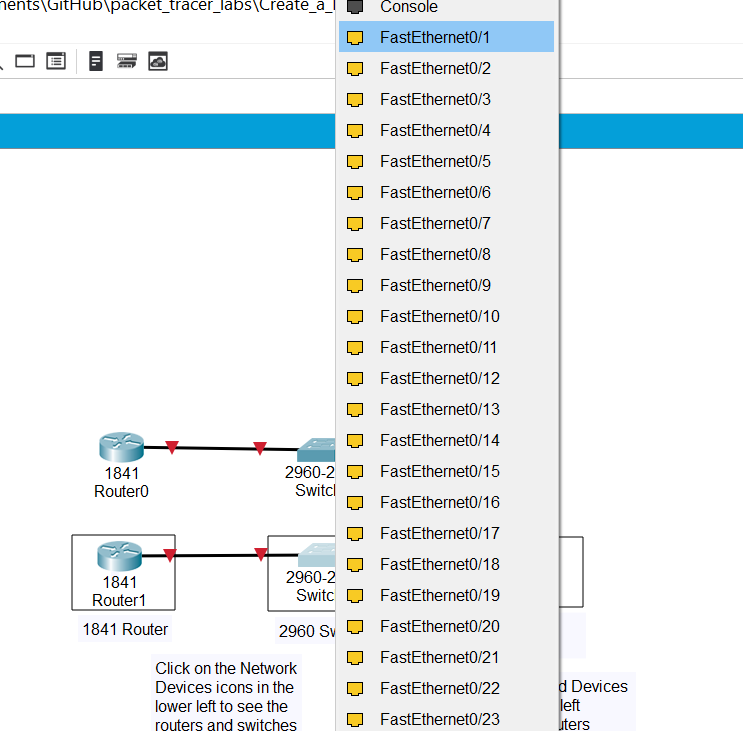 ments\GitHub\packet_tracer_labs\Create_a_
Console
FastEthernet0/1
FastEthernet0/2
FastEthernet0/3
FastEthernet0/4
FastEthernet0/5
FastEthernet0/6
FastEthernet0/7
FastEthernet0/8
FastEthernet0/9
FastEthernet0/10
FastEthernet0/11
FastEthernet0/12
FastEthernet0/13
FastEthernet0/14
FastEthernet0/15
FastEthernet0/16
FastEthernet0/17
FastEthernet0/18
FastEthernet0/19
FastEthernet0/20
FastEthernet0/21
FastEthernet0/22
FastEthernet0/23
1841
Router0
2960-2
Switc
1841
Router1
2960-2
Switc
1841 Router
2960 Sw
Click on the Network
Devices icons in the
lower left to see the
routers and switches
d Devices
left
uters